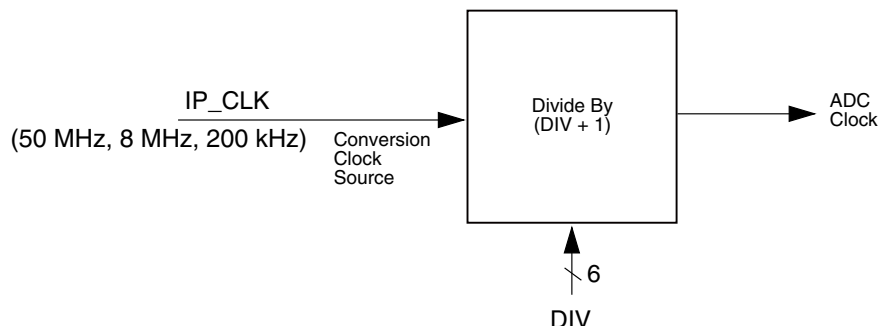 IP_CLK
(50 MHz, 8 MHz, 200 kHz)
Conversion
Clock
Source
Divide By
(DIV + 1)
ADC
Clock
6
DIV